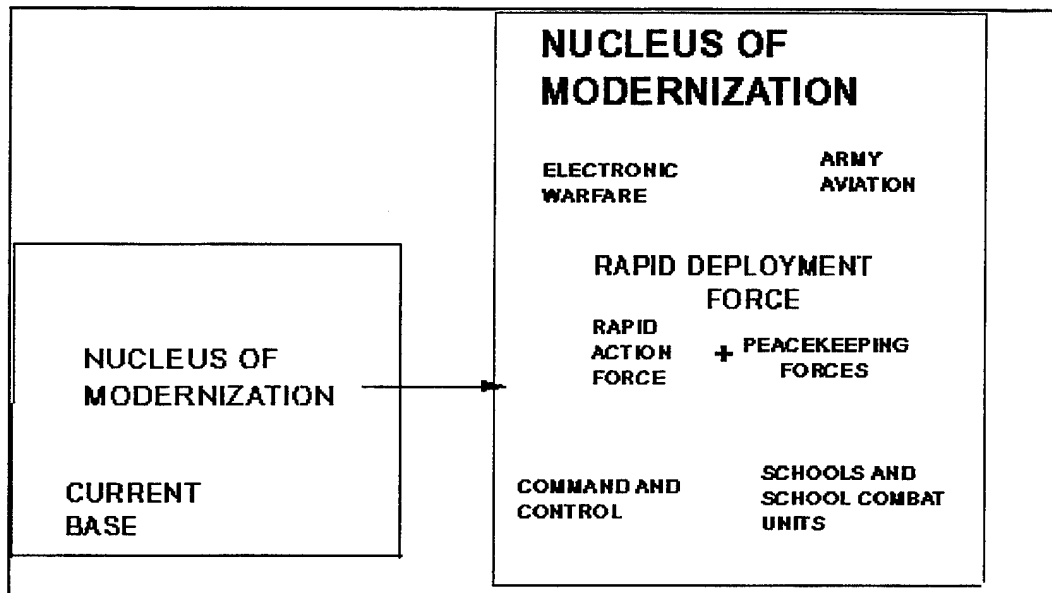 NUCLEUS OF
MODERNIZATION
CURRENT
BASE
NUCLEUS OF
MODERNIZATION
ELECTRONIC
WARFARE
ARMY
AVIATION
RAPID DEPLOYMENT
FORCE
RAPID
ACTION
FORCE
+
PEACEKEEPING
FORCES
COMMAND AND
CONTROL
SCHOOLS AND
SCHOOL COMBAT
UNITS